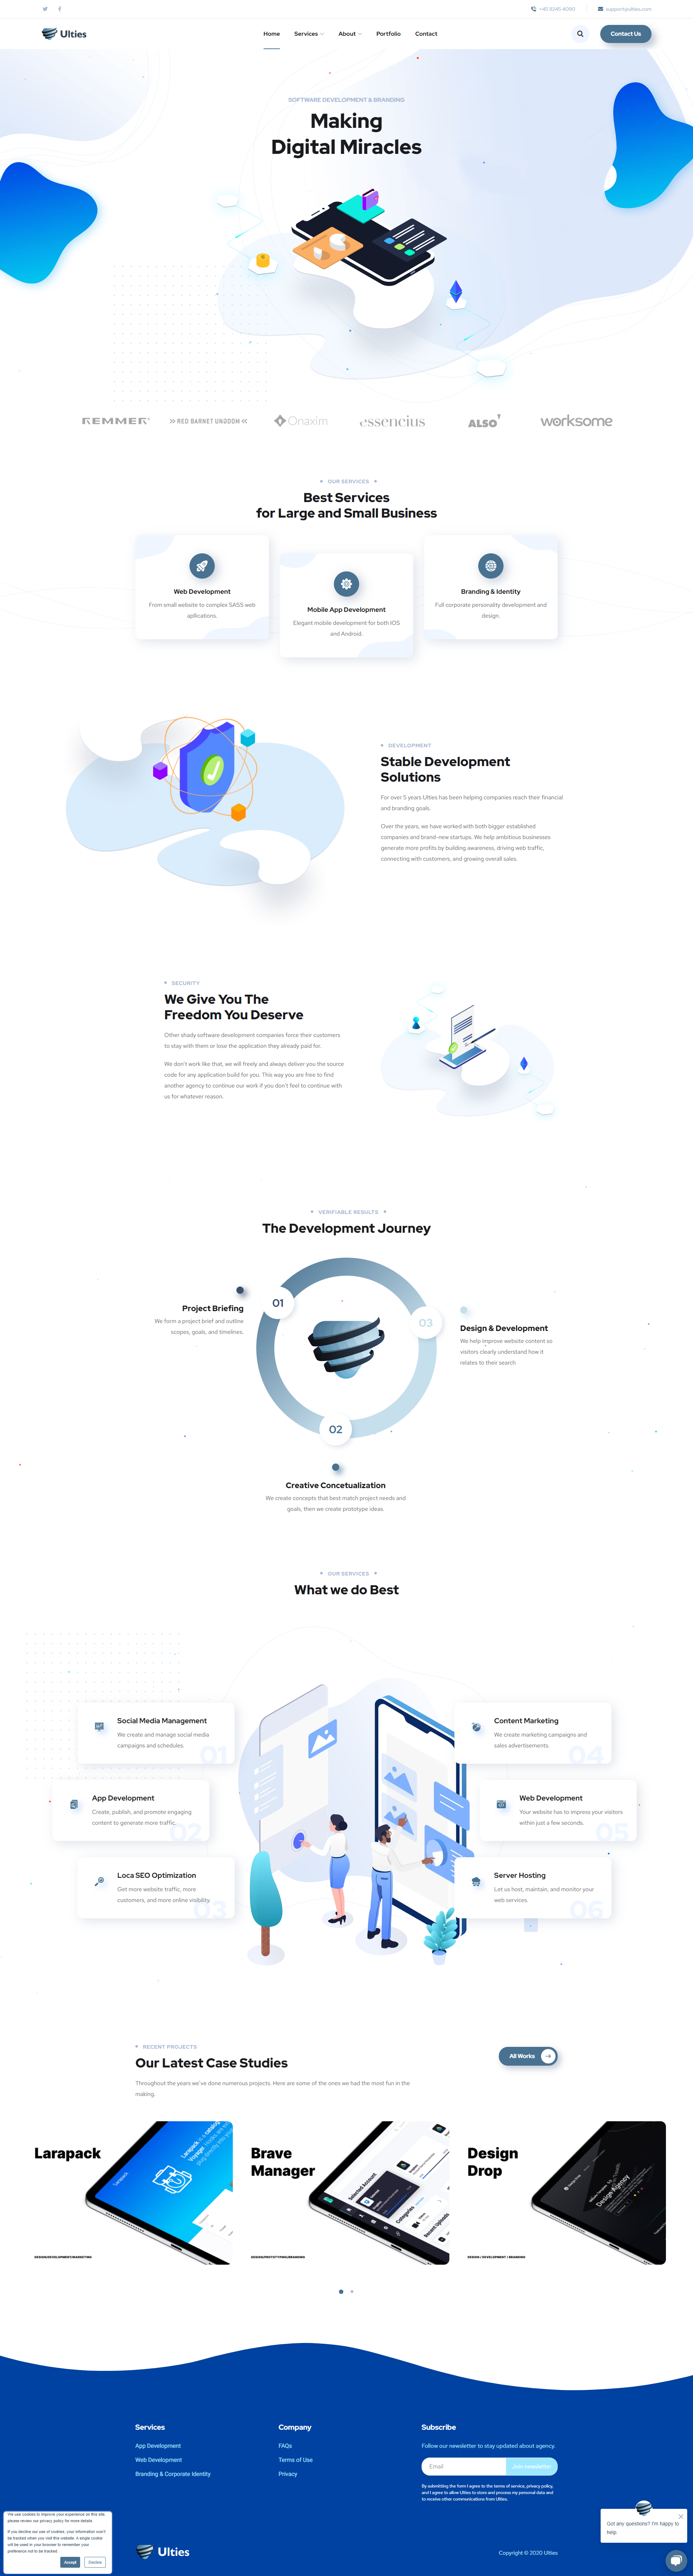 +45 9245 4090
support@ulties.com
Ulties
Home
Services
About
Portfolio
Contact
Contact Us
SOFTWARE DEVELOPMENT & BRANDING
Making
Digital Miracles
REMMER
RED BARNET UNGDOM
Onaxim
essencius
ALSO
worksome
OUR SERVICES
Best Services
for Large and Small Business
Web Development
From small website to complex SASS web
apllications.
Mobile App Development
Elegant mobile development for both IOS
and Android.
Branding & Identity
Full corporate personality development and
design.
DEVELOPMENT
Stable Development
Solutions
For over 5 years Ulties has been helping companies reach their financial
and branding goals.
Over the years, we have worked with both bigger established
companies and brand-new startups. We help ambitious businesses
generate more profits by building awareness, driving web traffic,
connecting with customers, and growing overall sales.
SECURITY
We Give You The
Freedom You Deserve
Other shady software development companies force their customers
to stay with them or lose the application they already paid for.
We don't work like that, we will freely and always deliver you the source
code for any application build for you. This way you are free to find
another agency to continue our work if you don't feel to continue with
us for whatever reason.
VERIFIABLE RESULTS
The Development Journey
01
Project Briefing
We form a project brief and outline
scopes, goals, and timelines.
03
Design & Development
We help improve website content so
visitors clearly understand how it
relates to their search
02
Creative Concetualization
We create concepts that best match project needs and
goals, then we create prototype ideas.
OUR SERVICES
What we do Best
Social Media Management
We create and manage social media
campaigns and schedules.
01
Content Marketing
We create marketing campaigns and
sales advertisements.
04
App Development
Create, publish, and promote engaging
content to generate more traffic.
02
Web Development
Your website has to impress your visitors
within just a few seconds.
05
Loca SEO Optimization
Get more website traffic, more
customers, and more online visibility
03
Server Hosting
Let us host, maintain, and monitor your
web services.
06
RECENT PROJECTS
Our Latest Case Studies
All Works
Throughout the years we've done numerous projects. Here are some of the ones we had the most fun in the
making.
Larapack
Larapack
Larapack is a catalog
DESIGN/DEVELOPMENT/MARKETING
Brave
Manager
Selected Account
Categories
Recent Uploads
DESIGN/PROTOTYPING/BRANDING
Design
Drop
Design Agency
DESIGN / DEVELOPMENT / BRANDING
Services
App Development
Web Development
Branding & Corporate Identity
Company
FAQs
Terms of Use
Privacy
Subscribe
Follow our newsletter to stay updated about agency.
Email
Join newsletter
By submitting the form I agree to the terms of service, privacy policy,
and I also to allow Ulties to store and process my personal data and
to receive other communications from Ulties.
We use cookies to improve your experience on this site.
please review our privacy policy for more details.
If you decline our use of cookies, your information won't
be tracked when you visit this website. A single cookie
will be used in your browser to remember your
preference not to be tracked.
Accept
Decline
Ulties
Copyright © 2020 Ulties
Got any questions? I'm happy to
help.